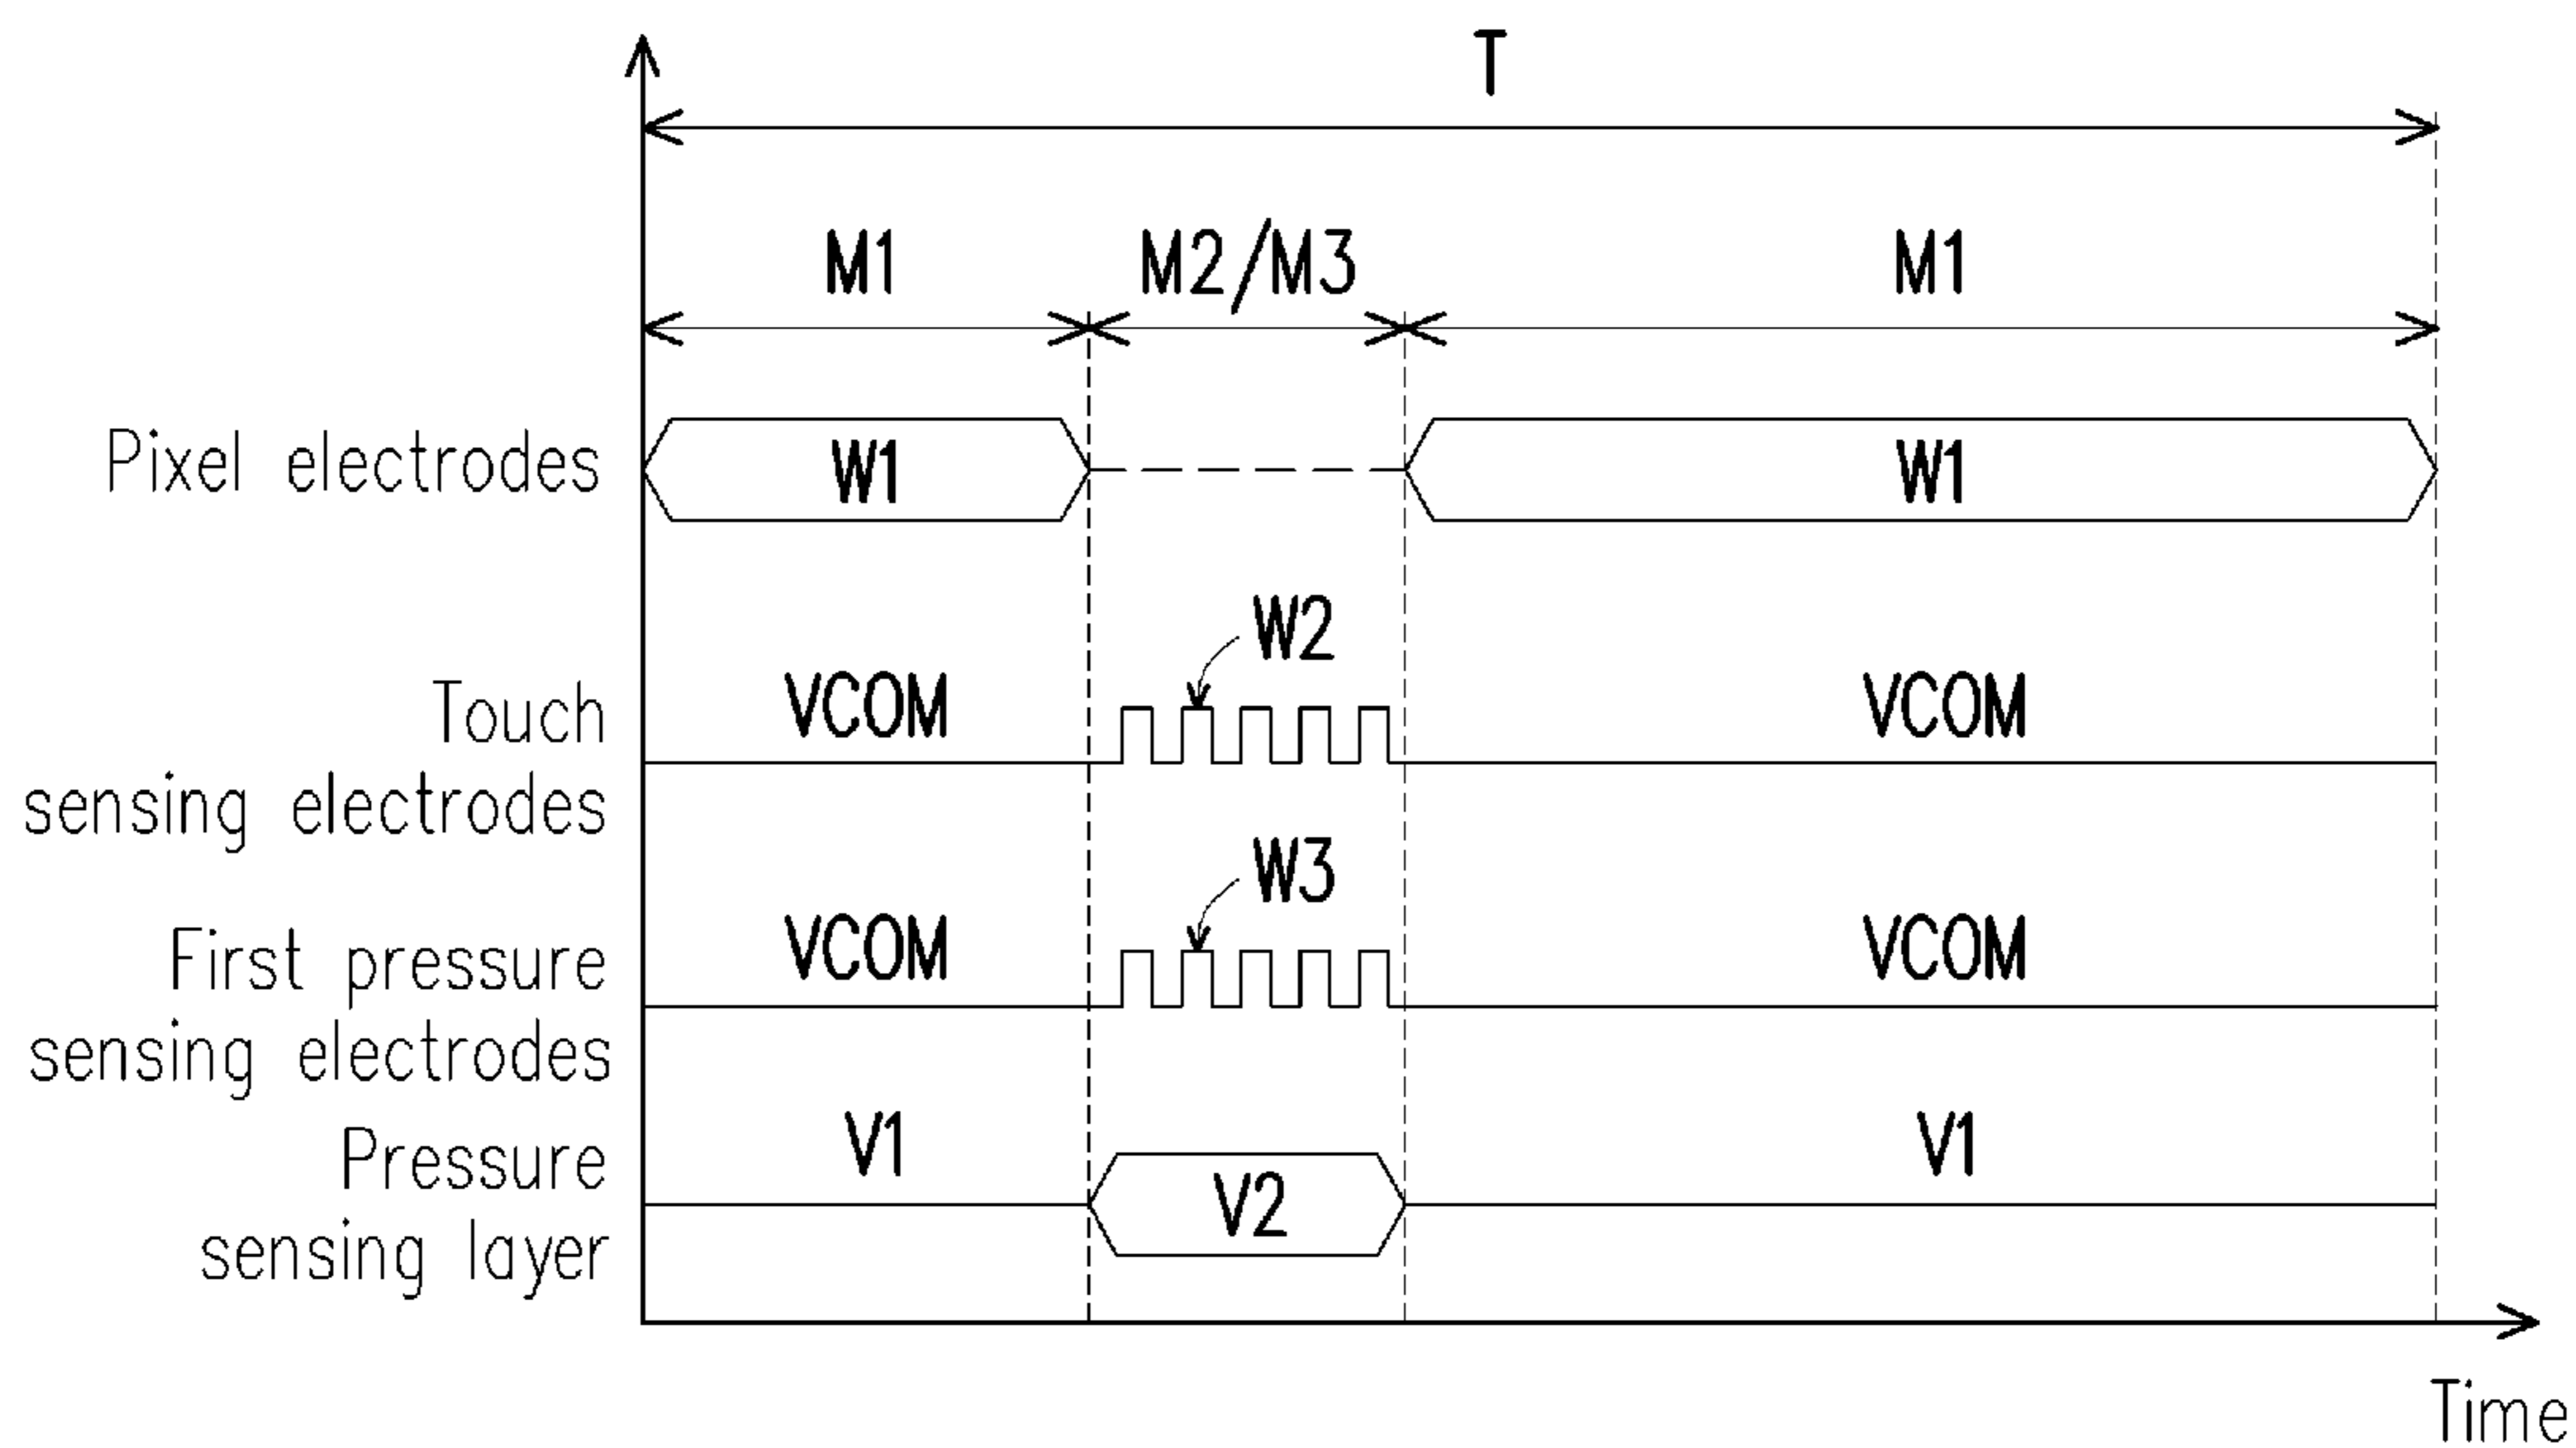 T
M1 M2/M3 M1
Pixel electrodes W1 W1
W2
Touch VCOM VCOM
sensing electrodes
W3
First pressure VCOM VCOM
sensing electrodes
Pressure V1 V1
sensing layer V2
Time